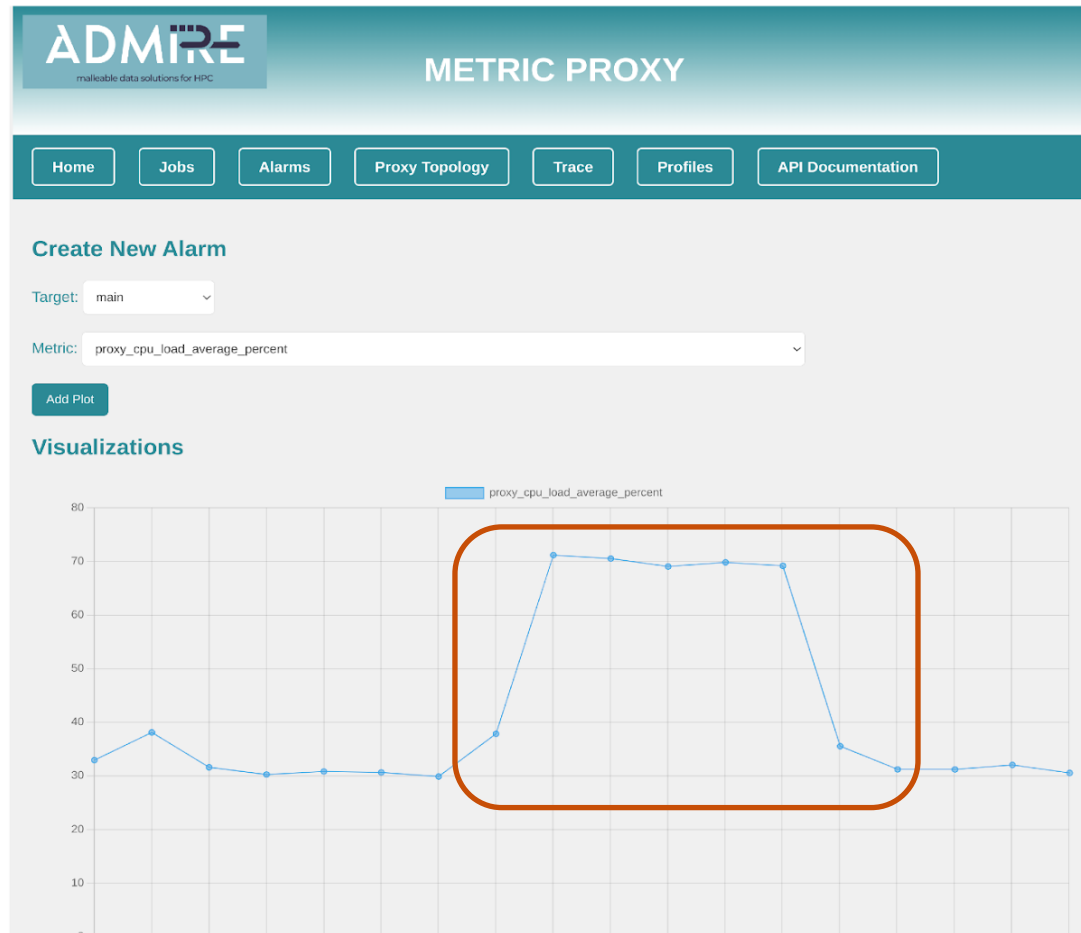 ADMIRE
malleable data solutions for HPC
METRIC PROXY
Home Jobs Alarms Proxy Topology Trace Profiles API Documentation
Create New Alarm
Target: main
Metric: proxy_cpu_load_average_percent
Add Plot
Visualizations
proxy_cpu_load_average_percent
80
70
60
50
40
30
20
10